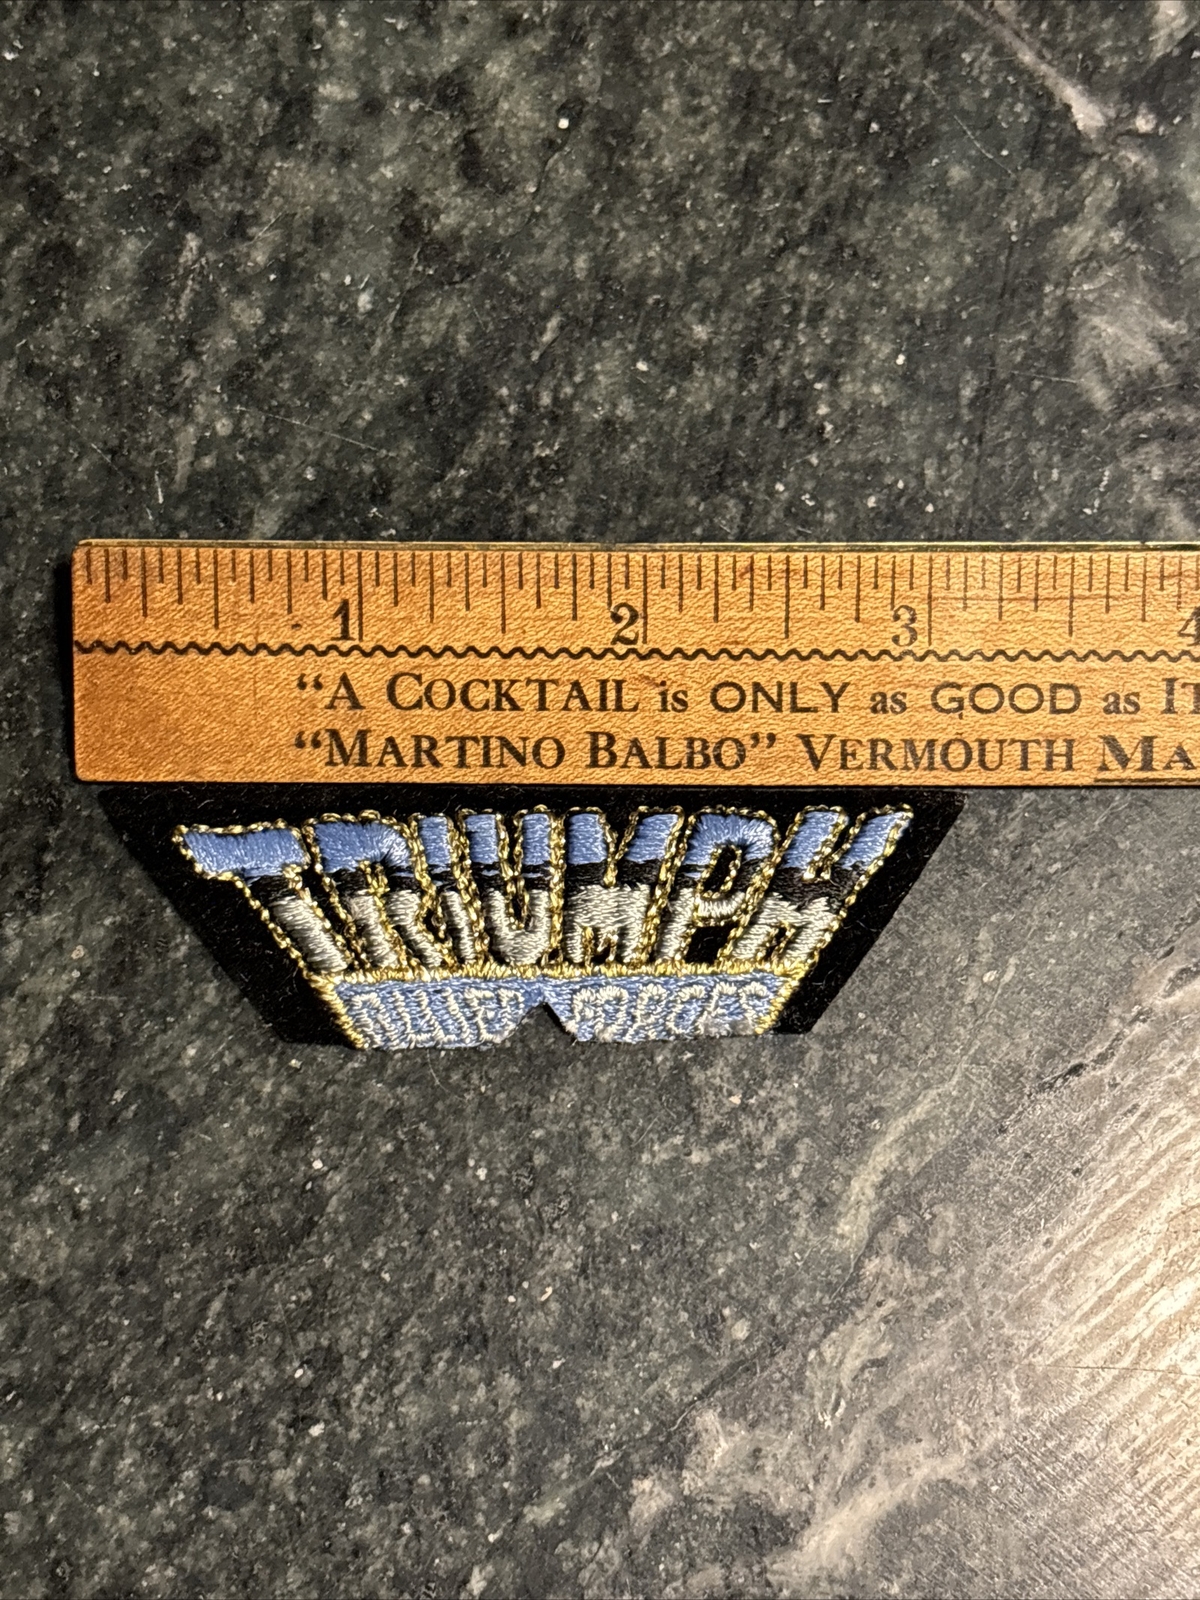 1 2 3 4
“A COCKTAIL is ONLY as GOOD as IT
“MARTINO BALBO” VERMOUTH MA
TRIUMPH
ALLIED FORCES